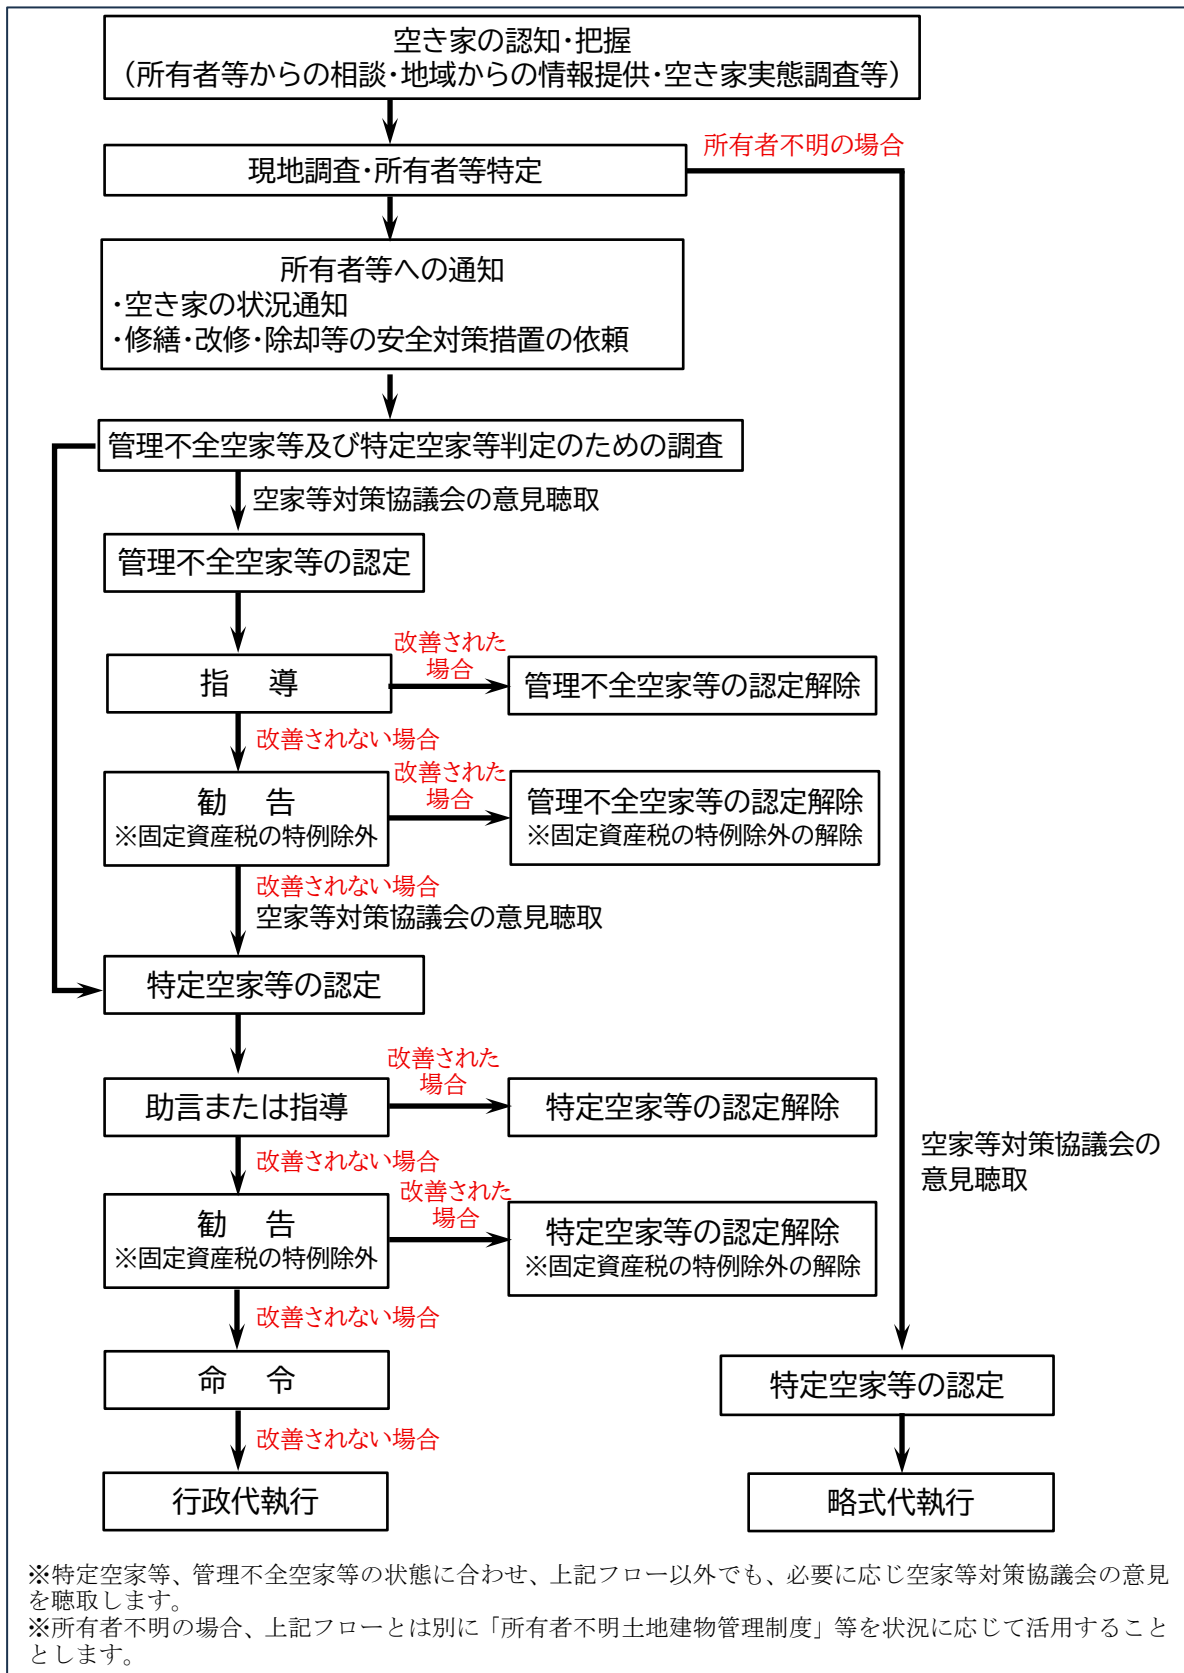 空き家の認知・把握
（所有者等からの相談・地域からの情報提供・空き家実態調査等）
所有者不明の場合
現地調査・所有者等特定
所有者等への通知
・空き家の状況通知
・修繕・改修・除却等の安全対策措置の依頼
管理不全空家等及び特定空家等判定のための調査
空家等対策協議会の意見聴取
管理不全空家等の認定
改善された
場合
指　導
管理不全空家等の認定解除
改善されない場合
改善された
場合
勧　告
※固定資産税の特例除外
管理不全空家等の認定解除
※固定資産税の特例除外の解除
改善されない場合
空家等対策協議会の意見聴取
特定空家等の認定
改善された
場合
助言または指導
特定空家等の認定解除
空家等対策協議会の
意見聴取
改善されない場合
改善された
場合
勧　告
※固定資産税の特例除外
特定空家等の認定解除
※固定資産税の特例除外の解除
改善されない場合
命　令
特定空家等の認定
改善されない場合
行政代執行
略式代執行
※特定空家等、管理不全空家等の状態に合わせ、上記フロー以外でも、必要に応じ空家等対策協議会の意見
を聴取します。
※所有者不明の場合、上記フローとは別に「所有者不明土地建物管理制度」等を状況に応じて活用すること
とします。